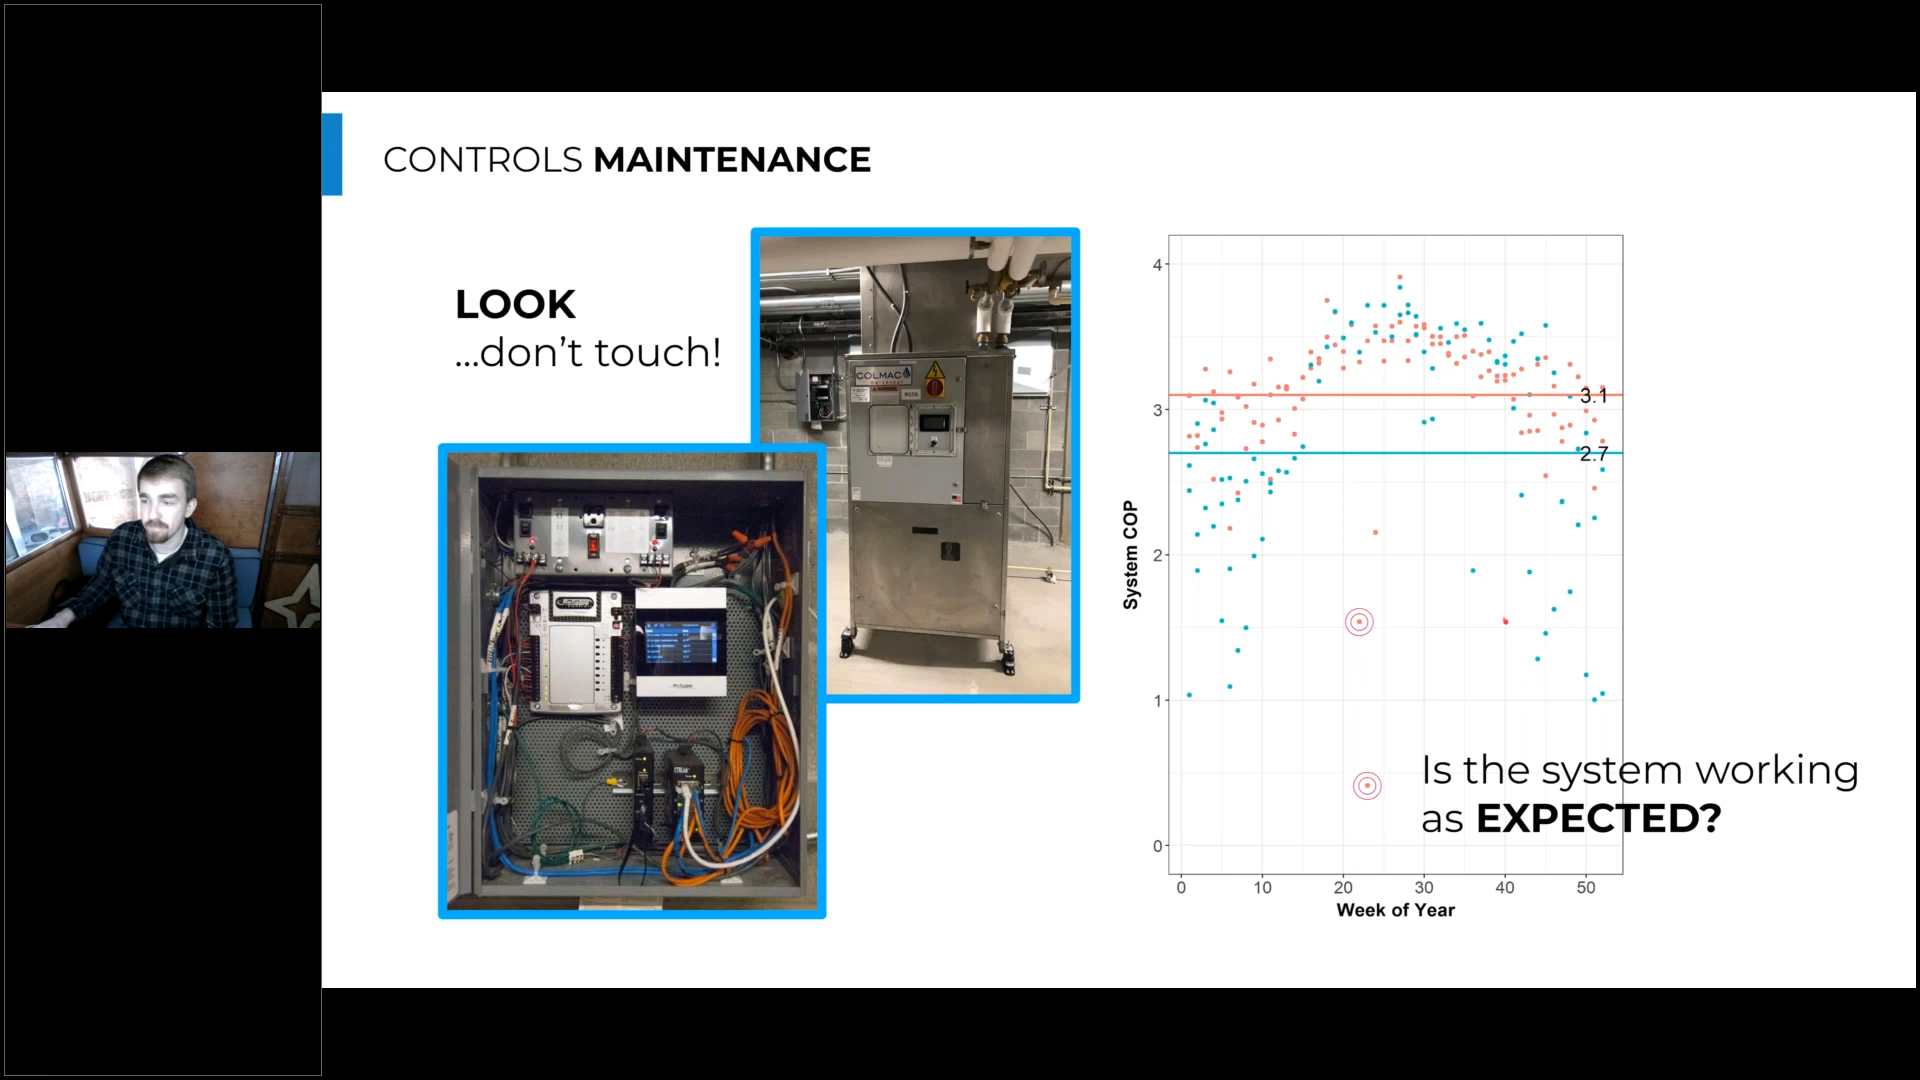 CONTROLS MAINTENANCE
LOOK
...don't touch!
COLMAC
WATERHEAT
System COP
4
3
2
1
0
3.1
2.7
0 10 20 30 40 50
Week of Year
Is the system working
as EXPECTED?